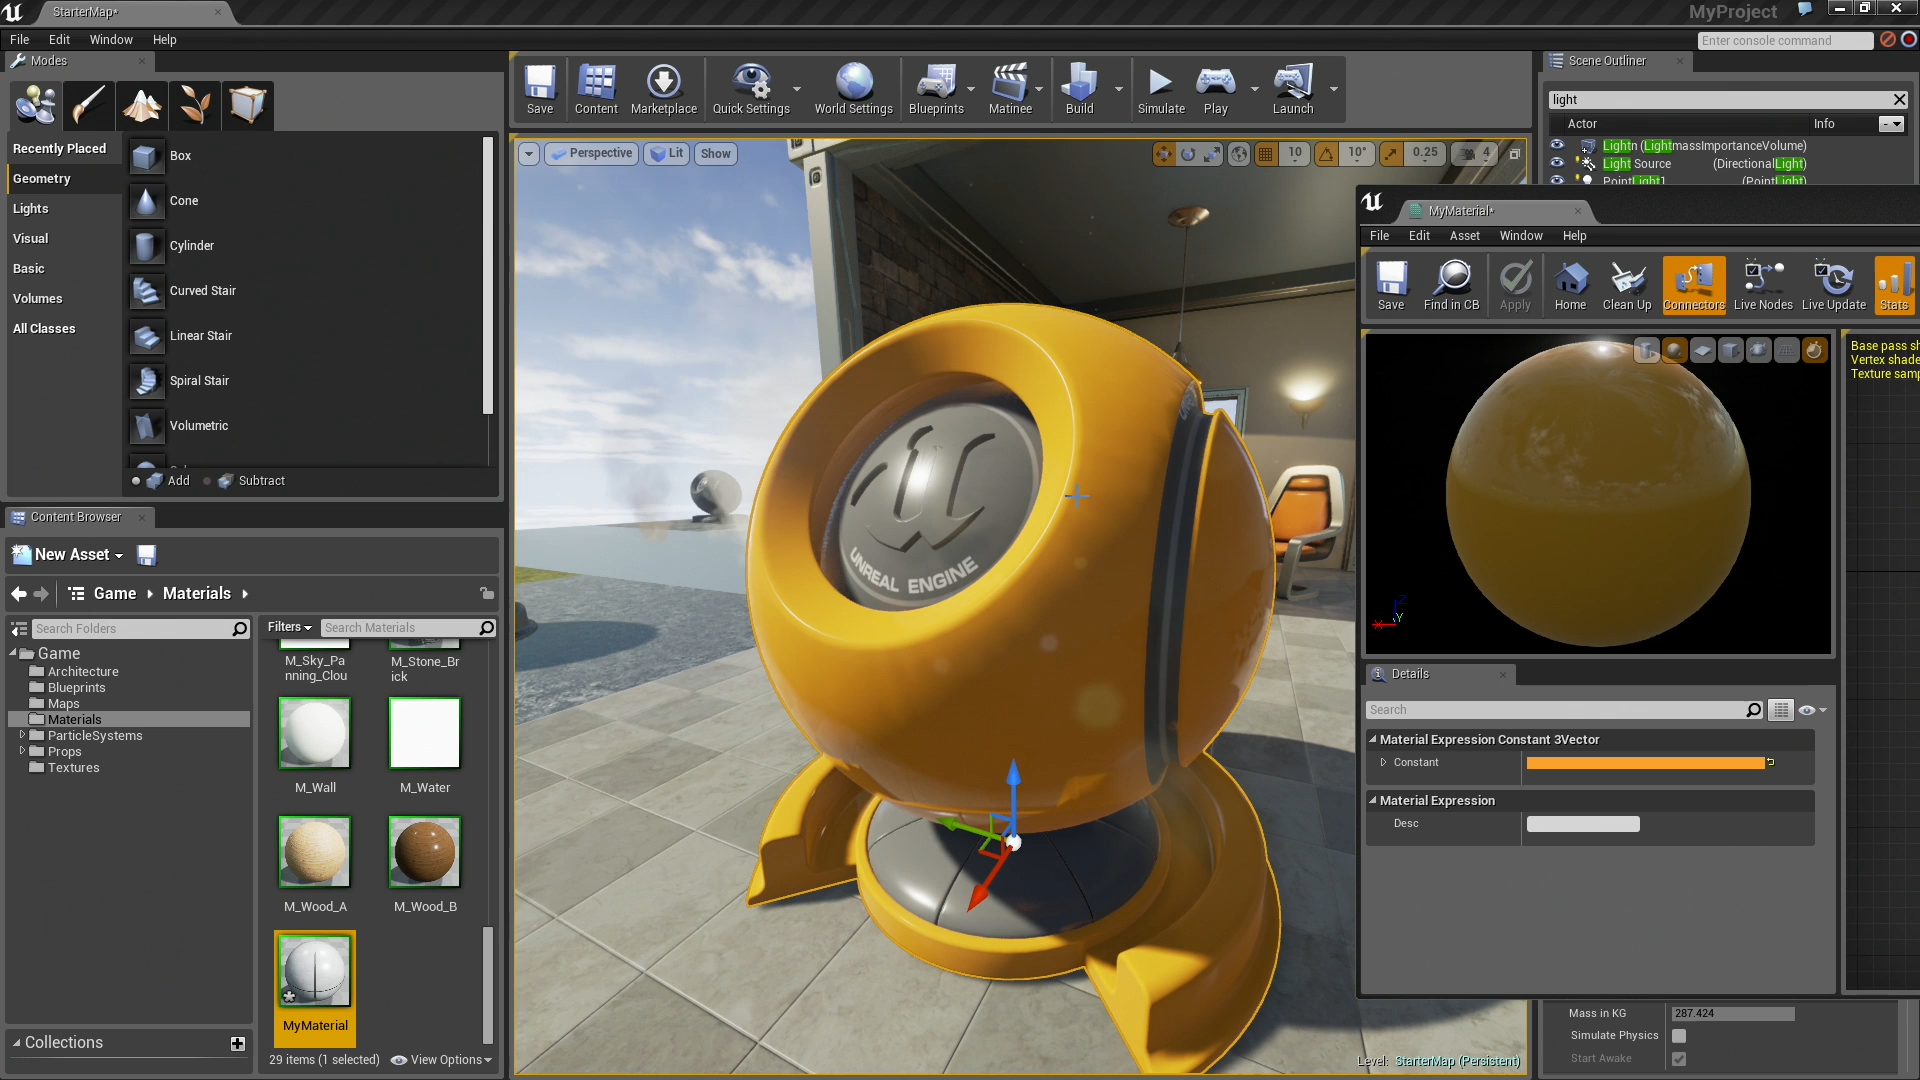 StarterMap*
MyProject
File Edit Window Help
Enter console command
Modes
Recently Placed
Geometry
Lights
Visual
Basic
Volumes
All Classes
Box
Cone
Cylinder
Curved Stair
Linear Stair
Spiral Stair
Volumetric
Add Subtract
Save Content Marketplace Quick Settings World Settings Blueprints Matinee Build Simulate Play Launch
Perspective Lit Show
10 10° 0.25 4
UNREAL ENGINE
Level: StarterMap (Persistent)
Scene Outliner
light
Actor Info
Lightn (LightmassImportanceVolume)
Light Source (DirectionalLight)
PointLight1 (PointLight)
MyMaterial*
File Edit Asset Window Help
Save Find in CB Apply Home Clean Up Connectors Live Nodes Live Update Stats
Base pass sh
Vertex shade
Texture samp
Details
Search
Material Expression Constant 3Vector
Constant
Material Expression
Desc
Mass in KG 287.424
Simulate Physics
Start Awake
Content Browser
New Asset
Game Materials
Search Folders
Game
Architecture
Blueprints
Maps
Materials
ParticleSystems
Props
Textures
Collections
Filters Search Materials
M_Sky_Pa
nning_Clou
M_Stone_Br
ick
M_Wall
M_Water
M_Wood_A
M_Wood_B
MyMaterial
29 items (1 selected) View Options